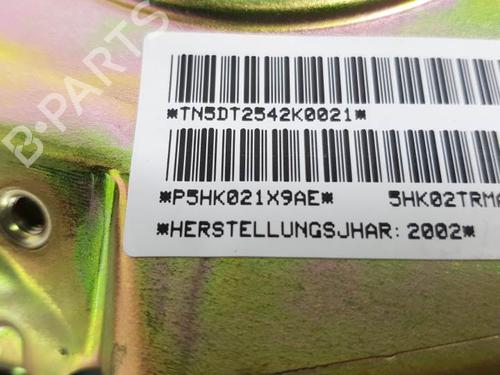 *TN5DT2542K0021*
*P5HK021X9AE* 5HK02TRMA
*HERSTELLUNGSJHAR: 2002*
B-PARTS